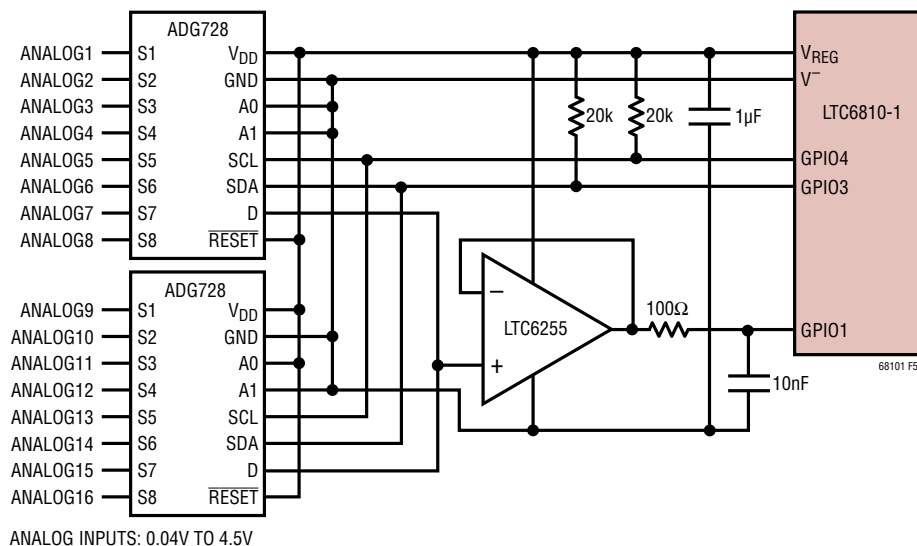 ADG728
ANALOG1 S1 VDD
ANALOG2 S2 GND
ANALOG3 S3 A0
ANALOG4 S4 A1
ANALOG5 S5 SCL
ANALOG6 S6 SDA
ANALOG7 S7 D
ANALOG8 S8 RESET
ADG728
ANALOG9 S1 VDD
ANALOG10 S2 GND
ANALOG11 S3 A0
ANALOG12 S4 A1
ANALOG13 S5 SCL
ANALOG14 S6 SDA
ANALOG15 S7 D
ANALOG16 S8 RESET
20k
20k
1µF
VREG
V–
LTC6810-1
GPIO4
GPIO3
GPIO1
–
LTC6255
+
100Ω
10nF
68101 F5
ANALOG INPUTS: 0.04V TO 4.5V